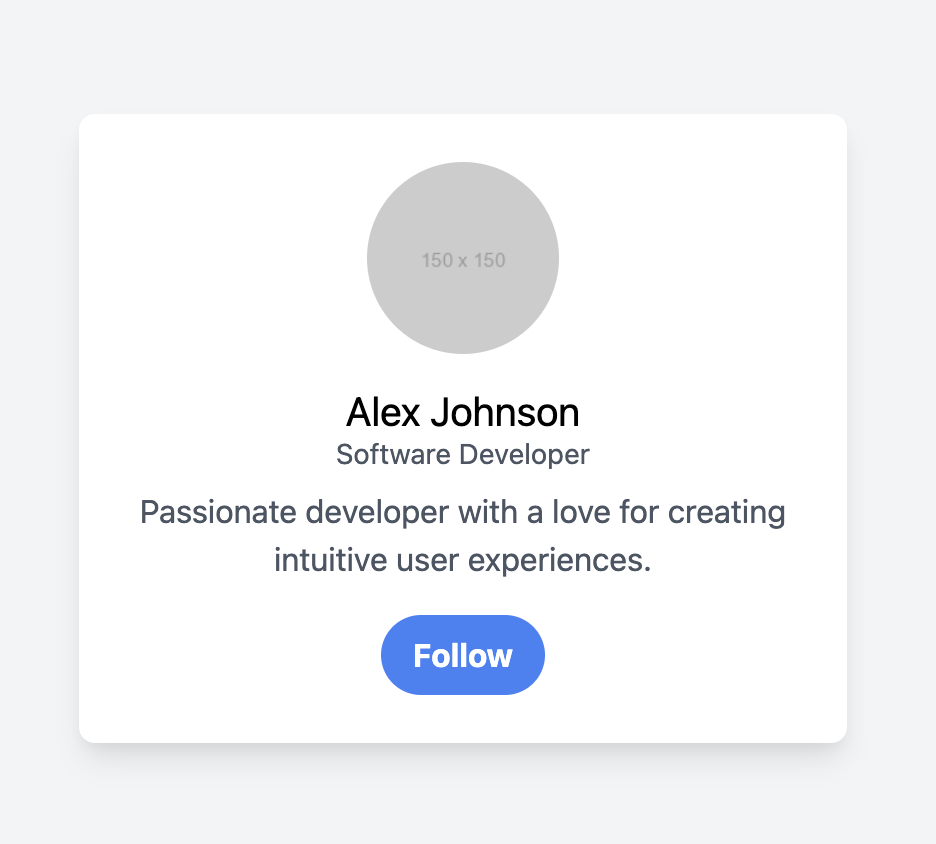 150 x 150
Alex Johnson
Software Developer
Passionate developer with a love for creating
intuitive user experiences.
Follow